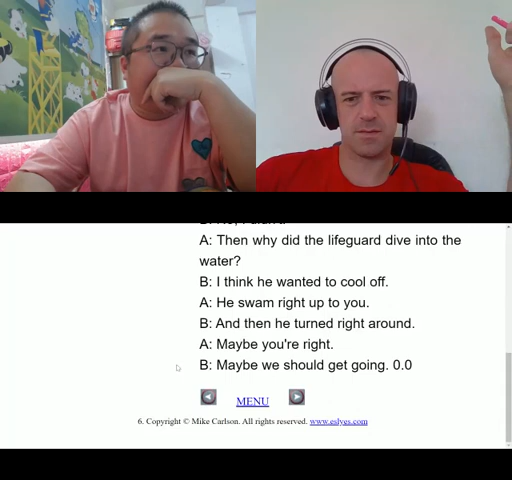 A: Then why did the lifeguard dive into the
water?
B: I think he wanted to cool off.
A: He swam right up to you.
B: And then he turned right around.
A: Maybe you're right.
B: Maybe we should get going. 0.0
MENU
6. Copyright © Mike Carlson. All rights reserved. www.eslyes.com